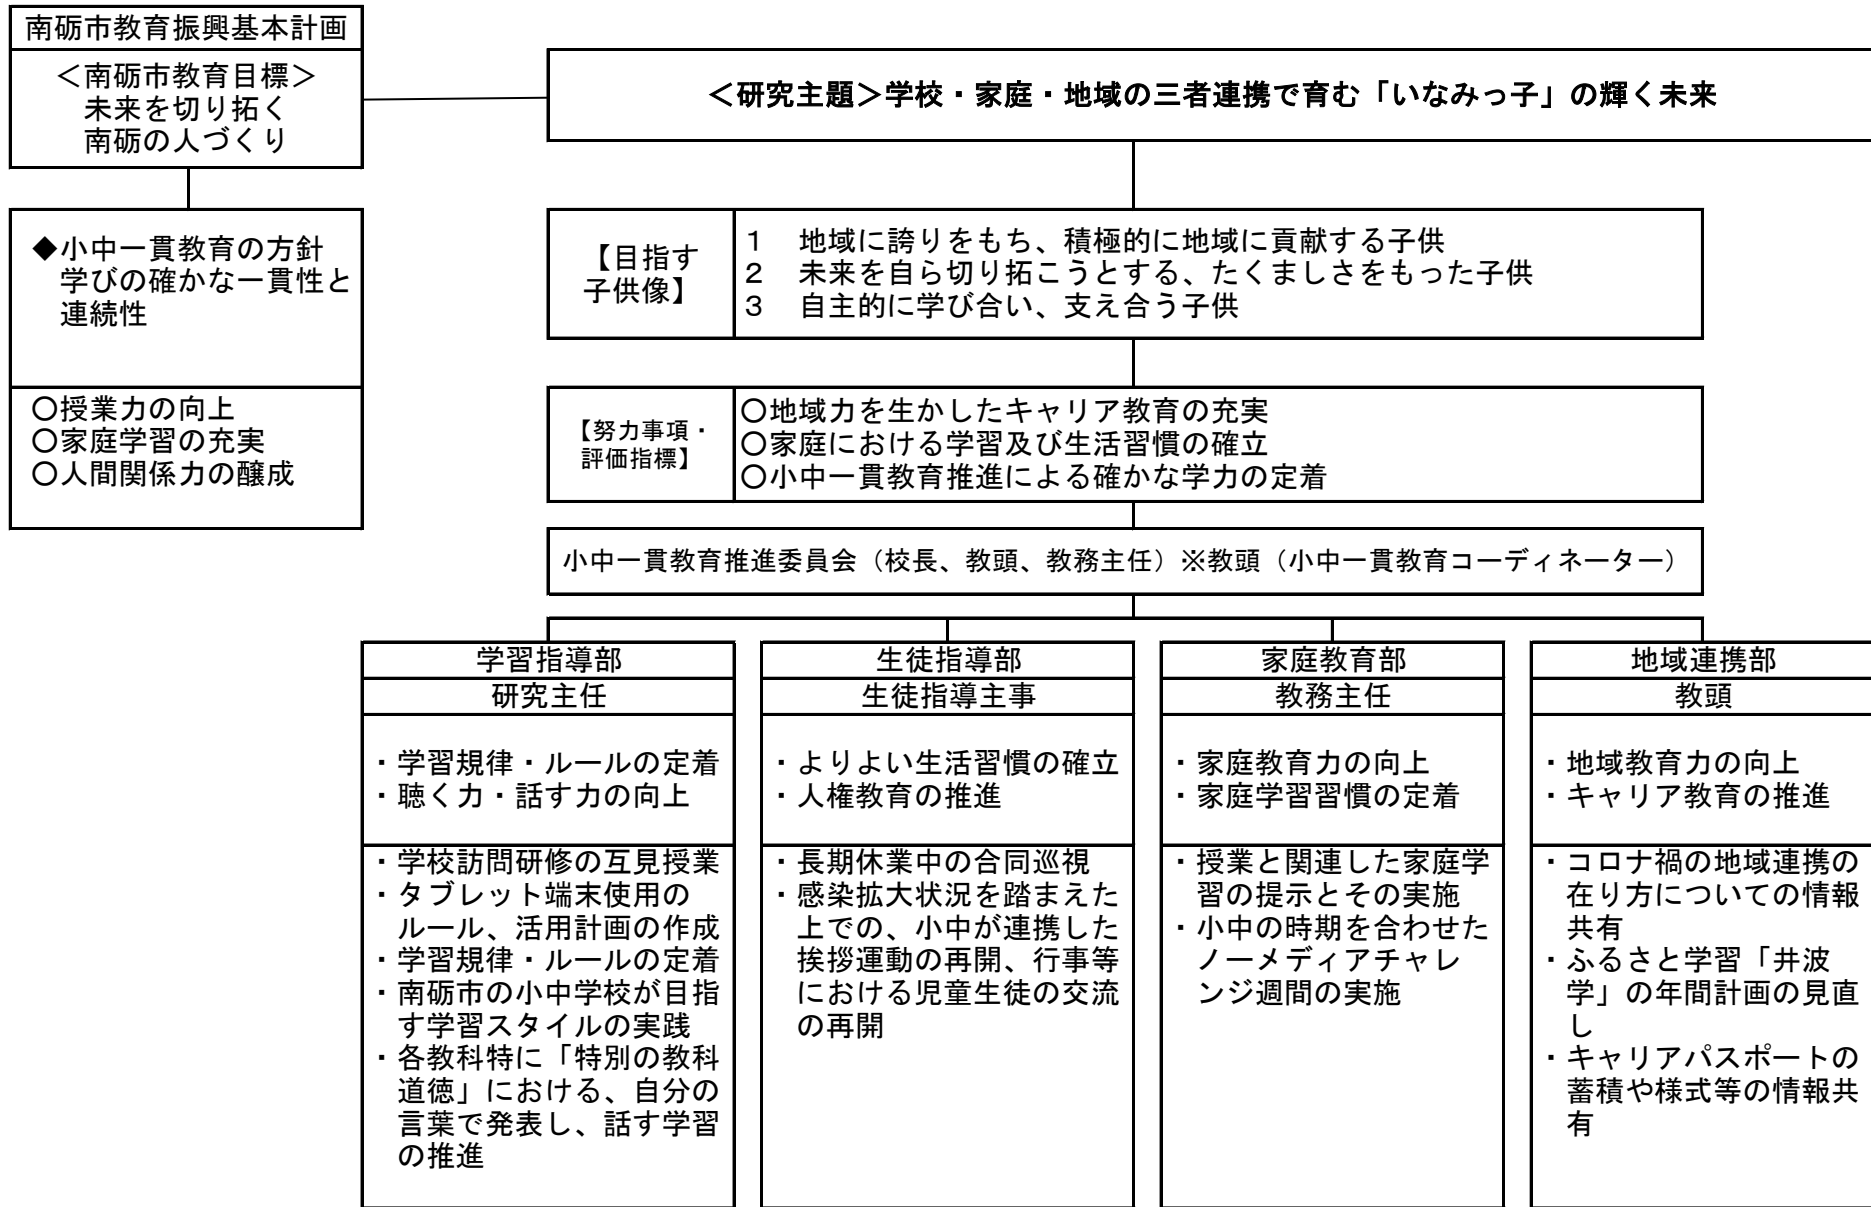 南砺市教育振興基本計画
＜南砺市教育目標＞
未来を切り拓く
南砺の人づくり
＜研究主題＞学校・家庭・地域の三者連携で育む「いなみっ子」の輝く未来
◆小中一貫教育の方針
学びの確かな一貫性と
連続性
〇授業力の向上
〇家庭学習の充実
〇人間関係力の醸成
【目指す
子供像】
１　地域に誇りをもち、積極的に地域に貢献する子供
２　未来を自ら切り拓こうとする、たくましさをもった子供
３　自主的に学び合い、支え合う子供
【努力事項・
評価指標】
〇地域力を生かしたキャリア教育の充実
〇家庭における学習及び生活習慣の確立
〇小中一貫教育推進による確かな学力の定着
小中一貫教育推進委員会（校長、教頭、教務主任）※教頭（小中一貫教育コーディネーター）
学習指導部
研究主任
・学習規律・ルールの定着
・聴く力・話す力の向上
・学校訪問研修の互見授業
・タブレット端末使用の
ルール、活用計画の作成
・学習規律・ルールの定着
・南砺市の小中学校が目指
す学習スタイルの実践
・各教科特に「特別の教科
道徳」における、自分の
言葉で発表し、話す学習
の推進
生徒指導部
生徒指導主事
・よりよい生活習慣の確立
・人権教育の推進
・長期休業中の合同巡視
・感染拡大状況を踏まえた
上での、小中が連携した
挨拶運動の再開、行事等
における児童生徒の交流
の再開
家庭教育部
教務主任
・家庭教育力の向上
・家庭学習習慣の定着
・授業と関連した家庭学
習の提示とその実施
・小中の時期を合わせた
ノーメディアチャレ
ンジ週間の実施
地域連携部
教頭
・地域教育力の向上
・キャリア教育の推進
・コロナ禍の地域連携の
在り方についての情報
共有
・ふるさと学習「井波
学」の年間計画の見直
し
・キャリアパスポートの
蓄積や様式等の情報共
有